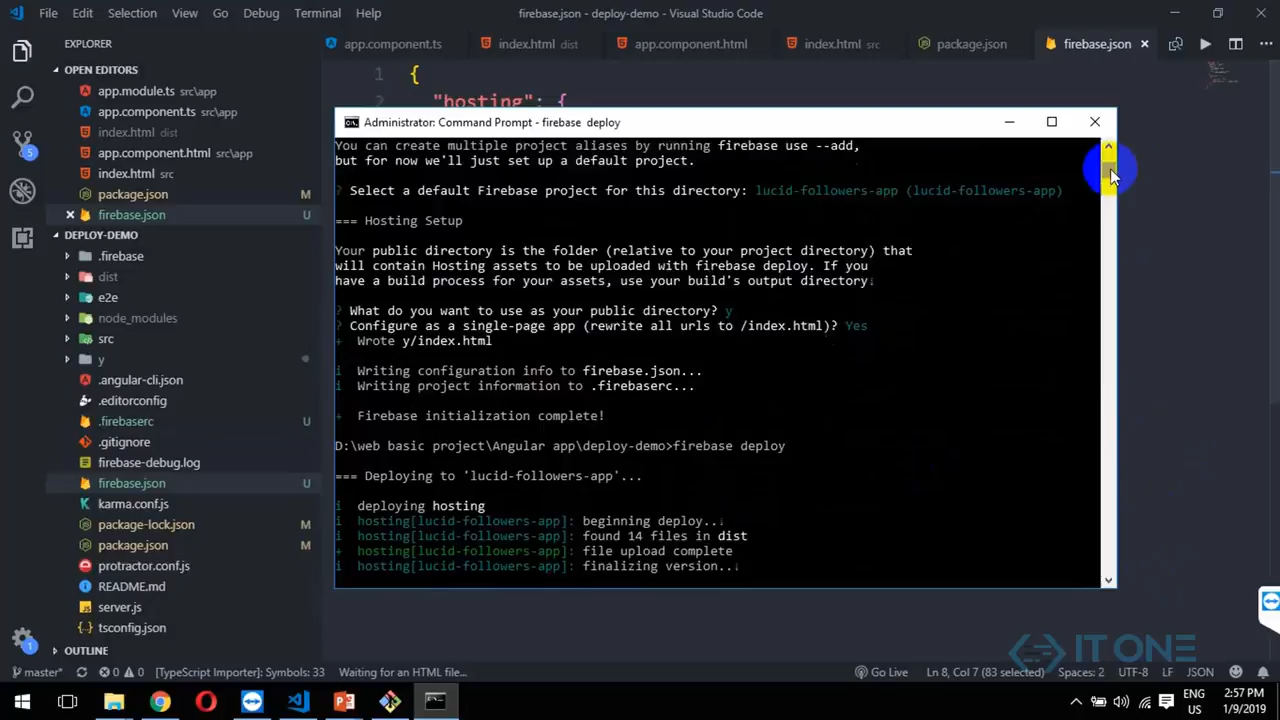 File Edit Selection View Go Debug Terminal Help
firebase.json - deploy-demo - Visual Studio Code
EXPLORER
app.component.ts
index.html dist
app.component.html
index.html src
package.json
firebase.json
OPEN EDITORS
app.module.ts src\app
app.component.ts src\app
index.html dist
app.component.html src\app
index.html src
package.json M
firebase.json U
DEPLOY-DEMO
.firebase
dist
e2e
node_modules
src
y
.angular-cli.json
.editorconfig
.firebaserc U
.gitignore
firebase-debug.log
firebase.json U
karma.conf.js
package-lock.json M
package.json M
protractor.conf.js
README.md
server.js
tsconfig.json
OUTLINE
5
1
1 {
2 "hosting": {
Administrator: Command Prompt - firebase deploy
You can create multiple project aliases by running firebase use --add,
but for now we'll just set up a default project.
? Select a default Firebase project for this directory: lucid-followers-app (lucid-followers-app)
=== Hosting Setup
Your public directory is the folder (relative to your project directory) that
will contain Hosting assets to be uploaded with firebase deploy. If you
have a build process for your assets, use your build's output directory.
? What do you want to use as your public directory? y
? Configure as a single-page app (rewrite all urls to /index.html)? Yes
+ Wrote y/index.html
i Writing configuration info to firebase.json...
i Writing project information to .firebaserc...
+ Firebase initialization complete!
D:\web basic project\Angular app\deploy-demo>firebase deploy
=== Deploying to 'lucid-followers-app'...
i deploying hosting
i hosting[lucid-followers-app]: beginning deploy...
i hosting[lucid-followers-app]: found 14 files in dist
+ hosting[lucid-followers-app]: file upload complete
i hosting[lucid-followers-app]: finalizing version...
IT ONE
master* 0 0 [TypeScript Importer]: Symbols: 33 Waiting for an HTML file...
Go Live Ln 8, Col 7 (83 selected) Spaces: 2 UTF-8 LF JSON
ENG
US
2:57 PM
1/9/2019